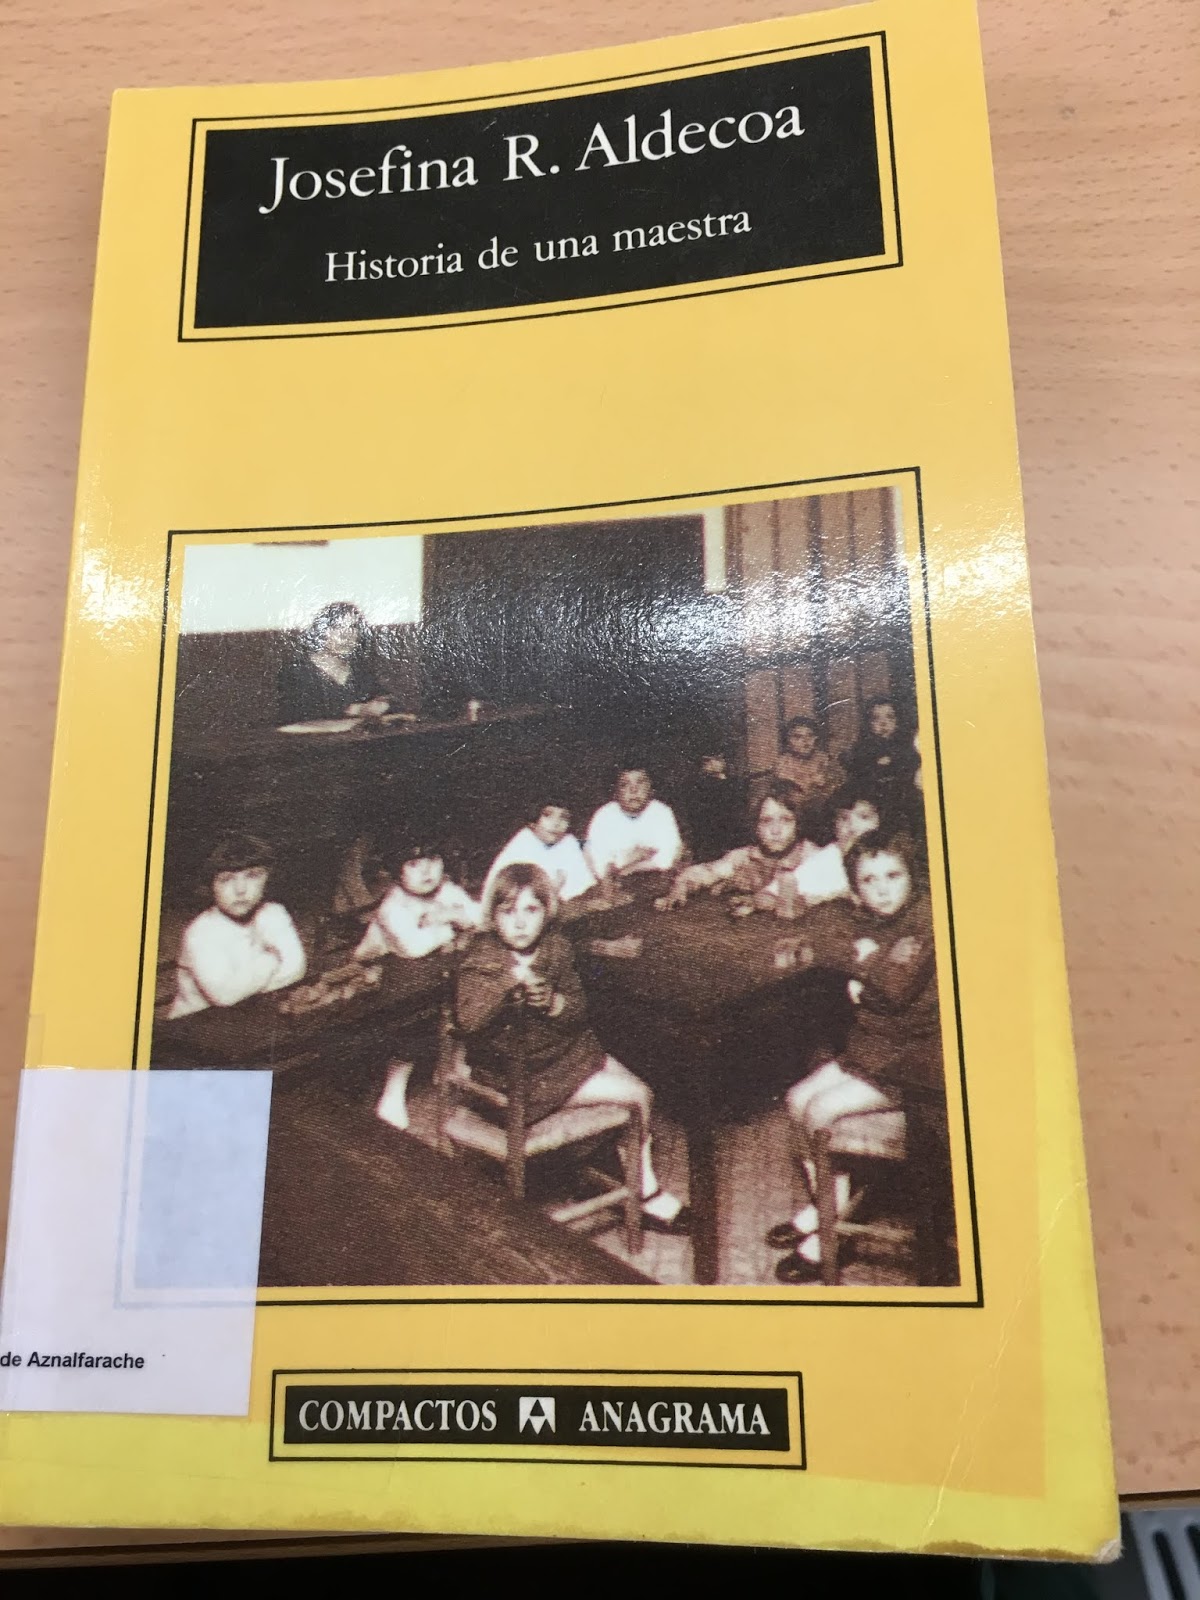 Josefina R. Aldecoa
Historia de una maestra
de Aznalfarache
COMPACTOS ANAGRAMA